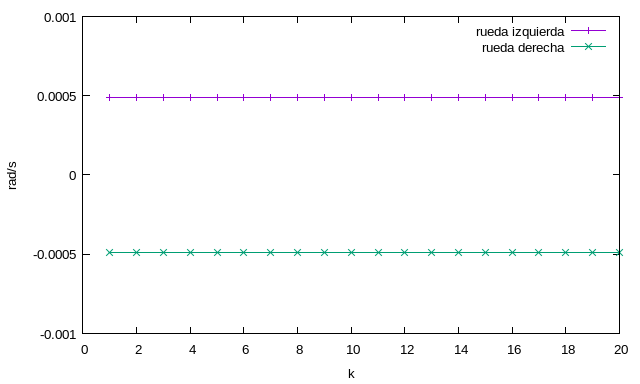 0.001
rueda izquierda
rueda derecha
0.0005
0
-0.0005
-0.001
rad/s
0 2 4 6 8 10 12 14 16 18 20
k